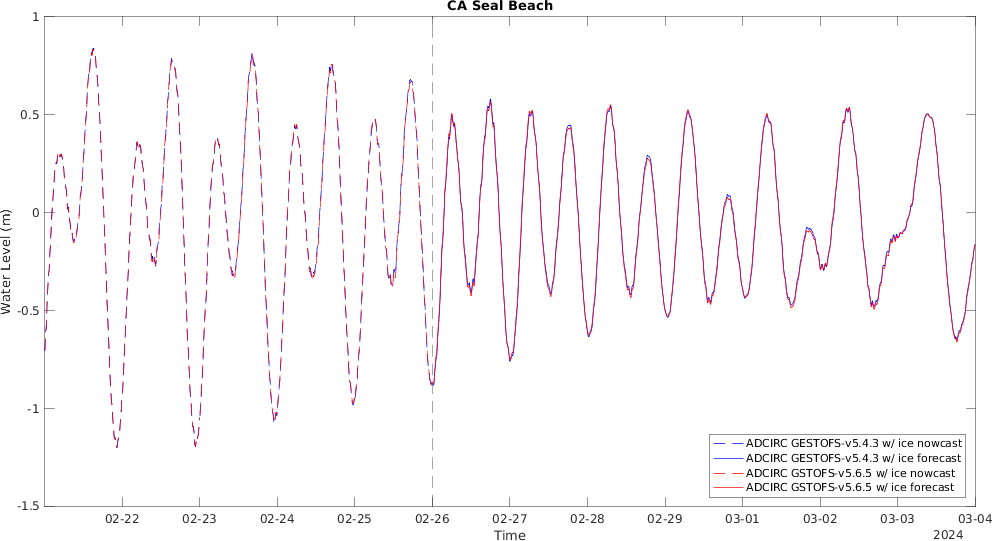 CA Seal Beach
1
0.5
0
-0.5
-1
-1.5
Water Level (m)
ADCIRC GESTOFS-v5.4.3 w/ ice nowcast
ADCIRC GESTOFS-v5.4.3 w/ ice forecast
ADCIRC GSTOFS-v5.6.5 w/ ice nowcast
ADCIRC GSTOFS-v5.6.5 w/ ice forecast
02-22 02-23 02-24 02-25 02-26 02-27 02-28 02-29 03-01 03-02 03-03 03-04
Time
2024